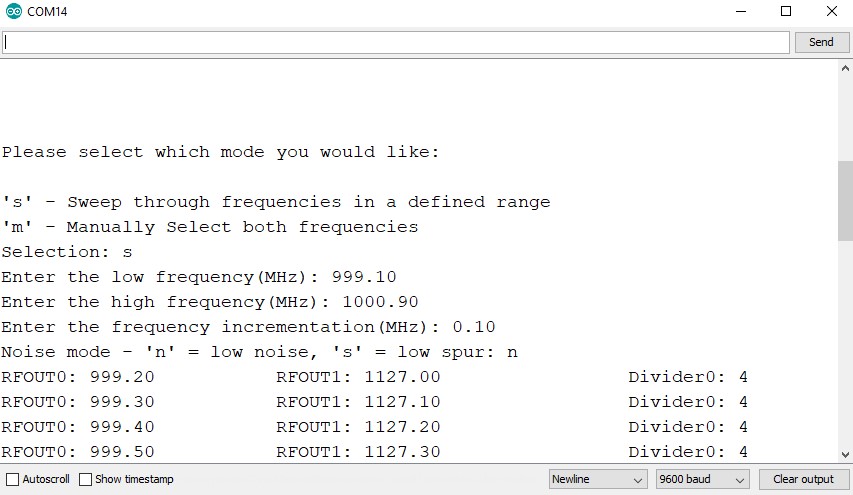 COM14
Send
Please select which mode you would like:
's' - Sweep through frequencies in a defined range
'm' - Manually Select both frequencies
Selection: s
Enter the low frequency(MHz): 999.10
Enter the high frequency(MHz): 1000.90
Enter the frequency incrementation(MHz): 0.10
Noise mode - 'n' = low noise, 's' = low spur: n
RFOUT0: 999.20 RFOUT1: 1127.00 Divider0: 4
RFOUT0: 999.30 RFOUT1: 1127.10 Divider0: 4
RFOUT0: 999.40 RFOUT1: 1127.20 Divider0: 4
RFOUT0: 999.50 RFOUT1: 1127.30 Divider0: 4
Autoscroll Show timestamp Newline 9600 baud Clear output